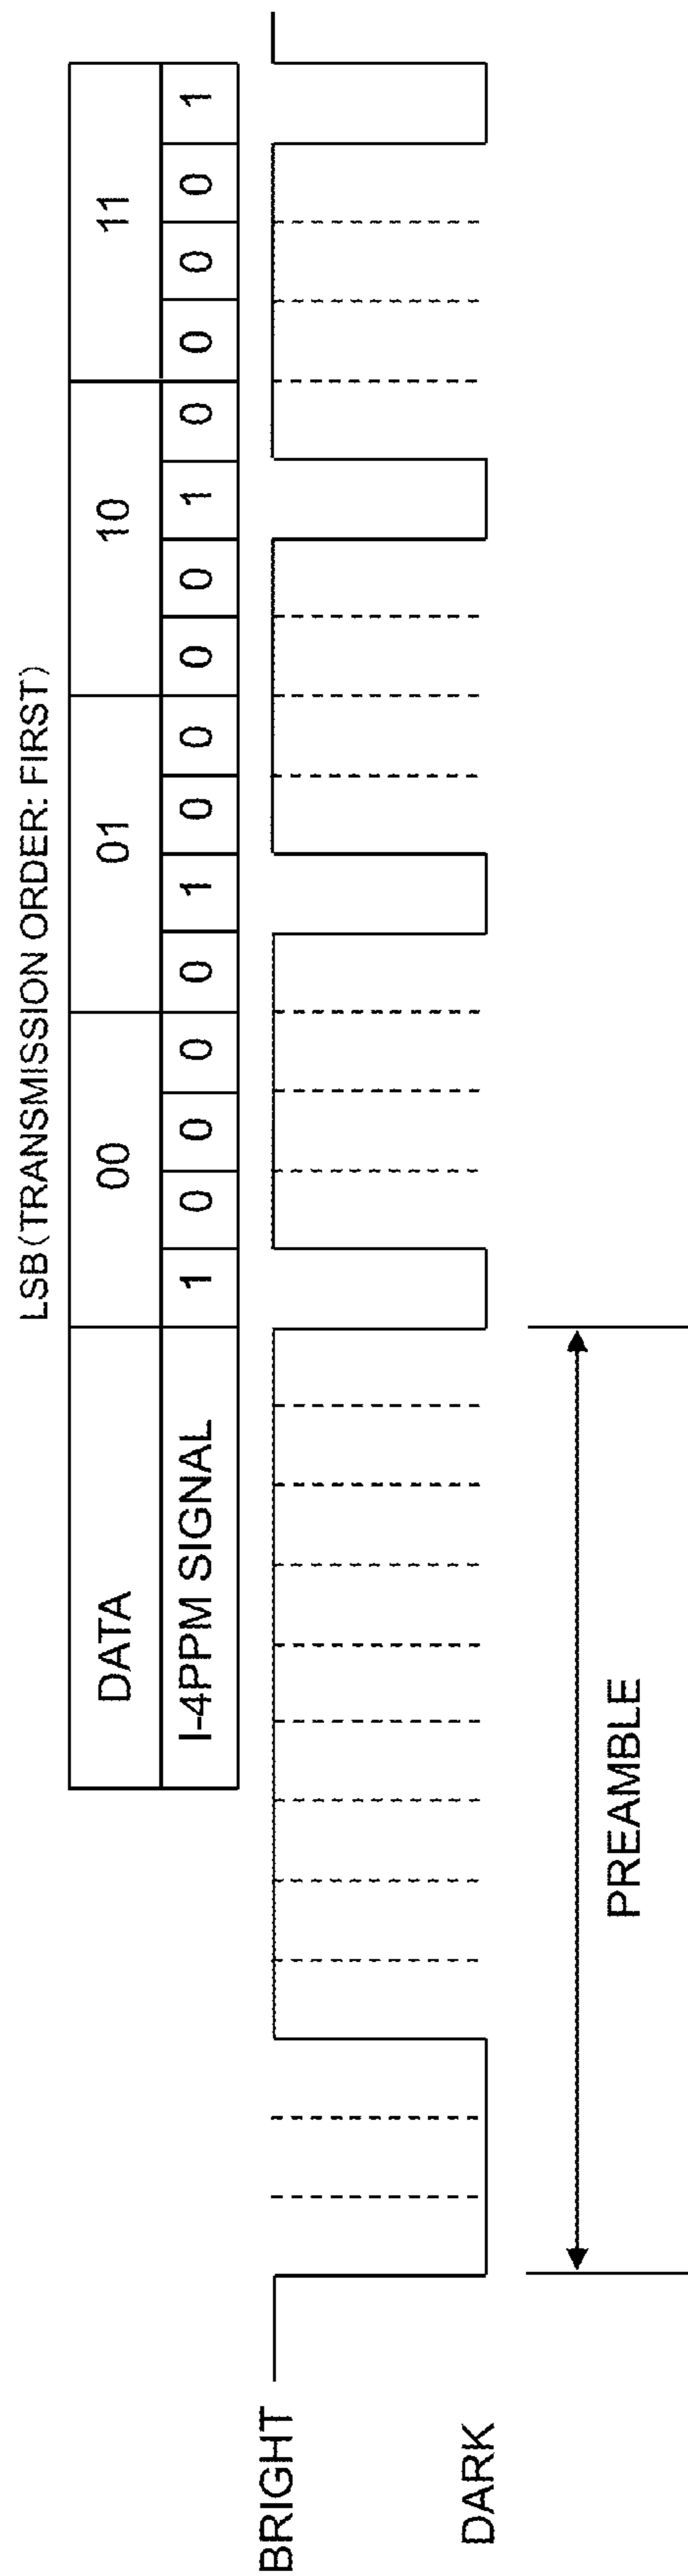 LSB(TRANSMISSION ORDER: FIRST)
DATA 00 01 10 11
I-4PPM SIGNAL 1 0 0 0 0 1 0 0 0 0 1 0 0 0 0 1
BRIGHT
DARK
PREAMBLE